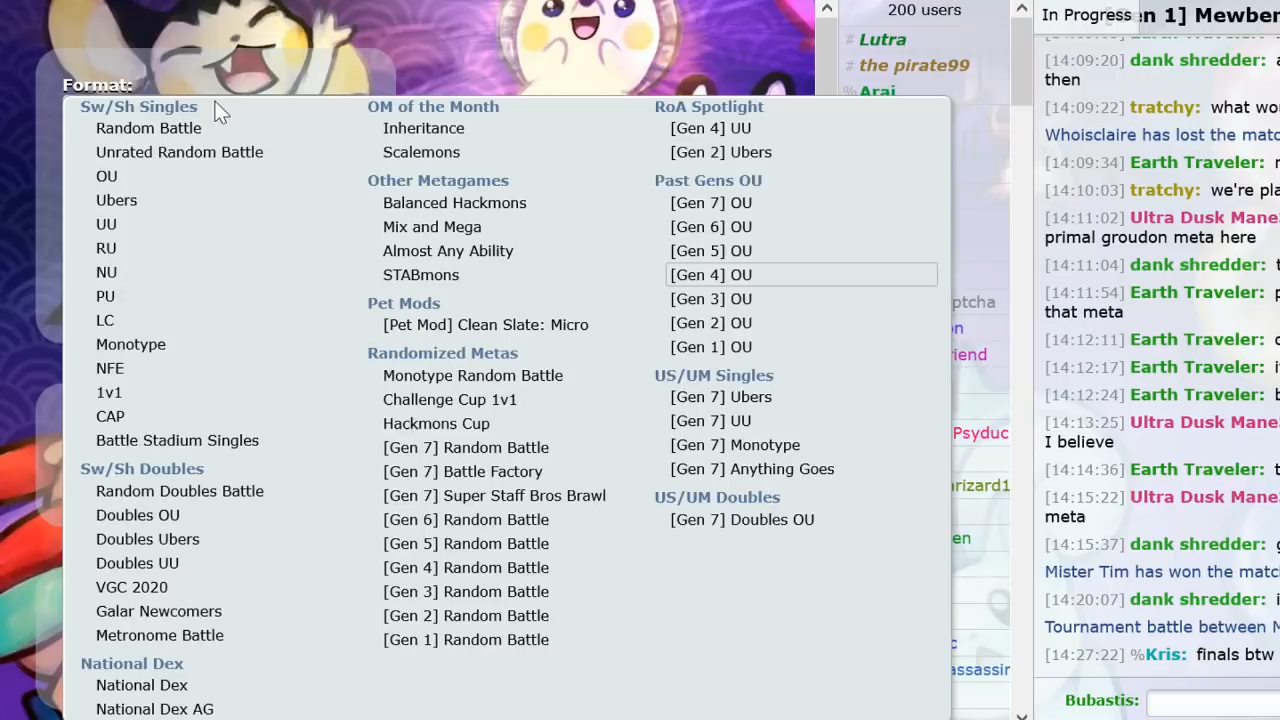 Format:
Sw/Sh Singles
Random Battle
Unrated Random Battle
OU
Ubers
UU
RU
NU
PU
LC
Monotype
NFE
1v1
CAP
Battle Stadium Singles
Sw/Sh Doubles
Random Doubles Battle
Doubles OU
Doubles Ubers
Doubles UU
VGC 2020
Galar Newcomers
Metronome Battle
National Dex
National Dex
National Dex AG
OM of the Month
Inheritance
Scalemons
Other Metagames
Balanced Hackmons
Mix and Mega
Almost Any Ability
STABmons
Pet Mods
[Pet Mod] Clean Slate: Micro
Randomized Metas
Monotype Random Battle
Challenge Cup 1v1
Hackmons Cup
[Gen 7] Random Battle
[Gen 7] Battle Factory
[Gen 7] Super Staff Bros Brawl
[Gen 6] Random Battle
[Gen 5] Random Battle
[Gen 4] Random Battle
[Gen 3] Random Battle
[Gen 2] Random Battle
[Gen 1] Random Battle
RoA Spotlight
[Gen 4] UU
[Gen 2] Ubers
Past Gens OU
[Gen 7] OU
[Gen 6] OU
[Gen 5] OU
[Gen 4] OU
[Gen 3] OU
[Gen 2] OU
[Gen 1] OU
US/UM Singles
[Gen 7] Ubers
[Gen 7] UU
[Gen 7] Monotype
[Gen 7] Anything Goes
US/UM Doubles
[Gen 7] Doubles OU
200 users
# Lutra
# the pirate99
% Arai
ptcha
on
riend
Psyduc
arizard1
en
c
assassin
In Progress
en 1] Mewber
[14:09:20] dank shredder: a
then
[14:09:22] tratchy: what wo
Whoisclaire has lost the matc
[14:09:34] Earth Traveler: r
[14:10:03] tratchy: we're pla
[14:11:02] Ultra Dusk Mane
primal groudon meta here
[14:11:04] dank shredder: t
[14:11:54] Earth Traveler: p
that meta
[14:12:11] Earth Traveler: c
[14:12:17] Earth Traveler: i
[14:12:24] Earth Traveler: b
[14:13:25] Ultra Dusk Mane
I believe
[14:14:36] Earth Traveler: t
[14:15:22] Ultra Dusk Mane
meta
[14:15:37] dank shredder: g
Mister Tim has won the matc
[14:20:07] dank shredder: i
Tournament battle between M
[14:27:22] %Kris: finals btw
Bubastis: